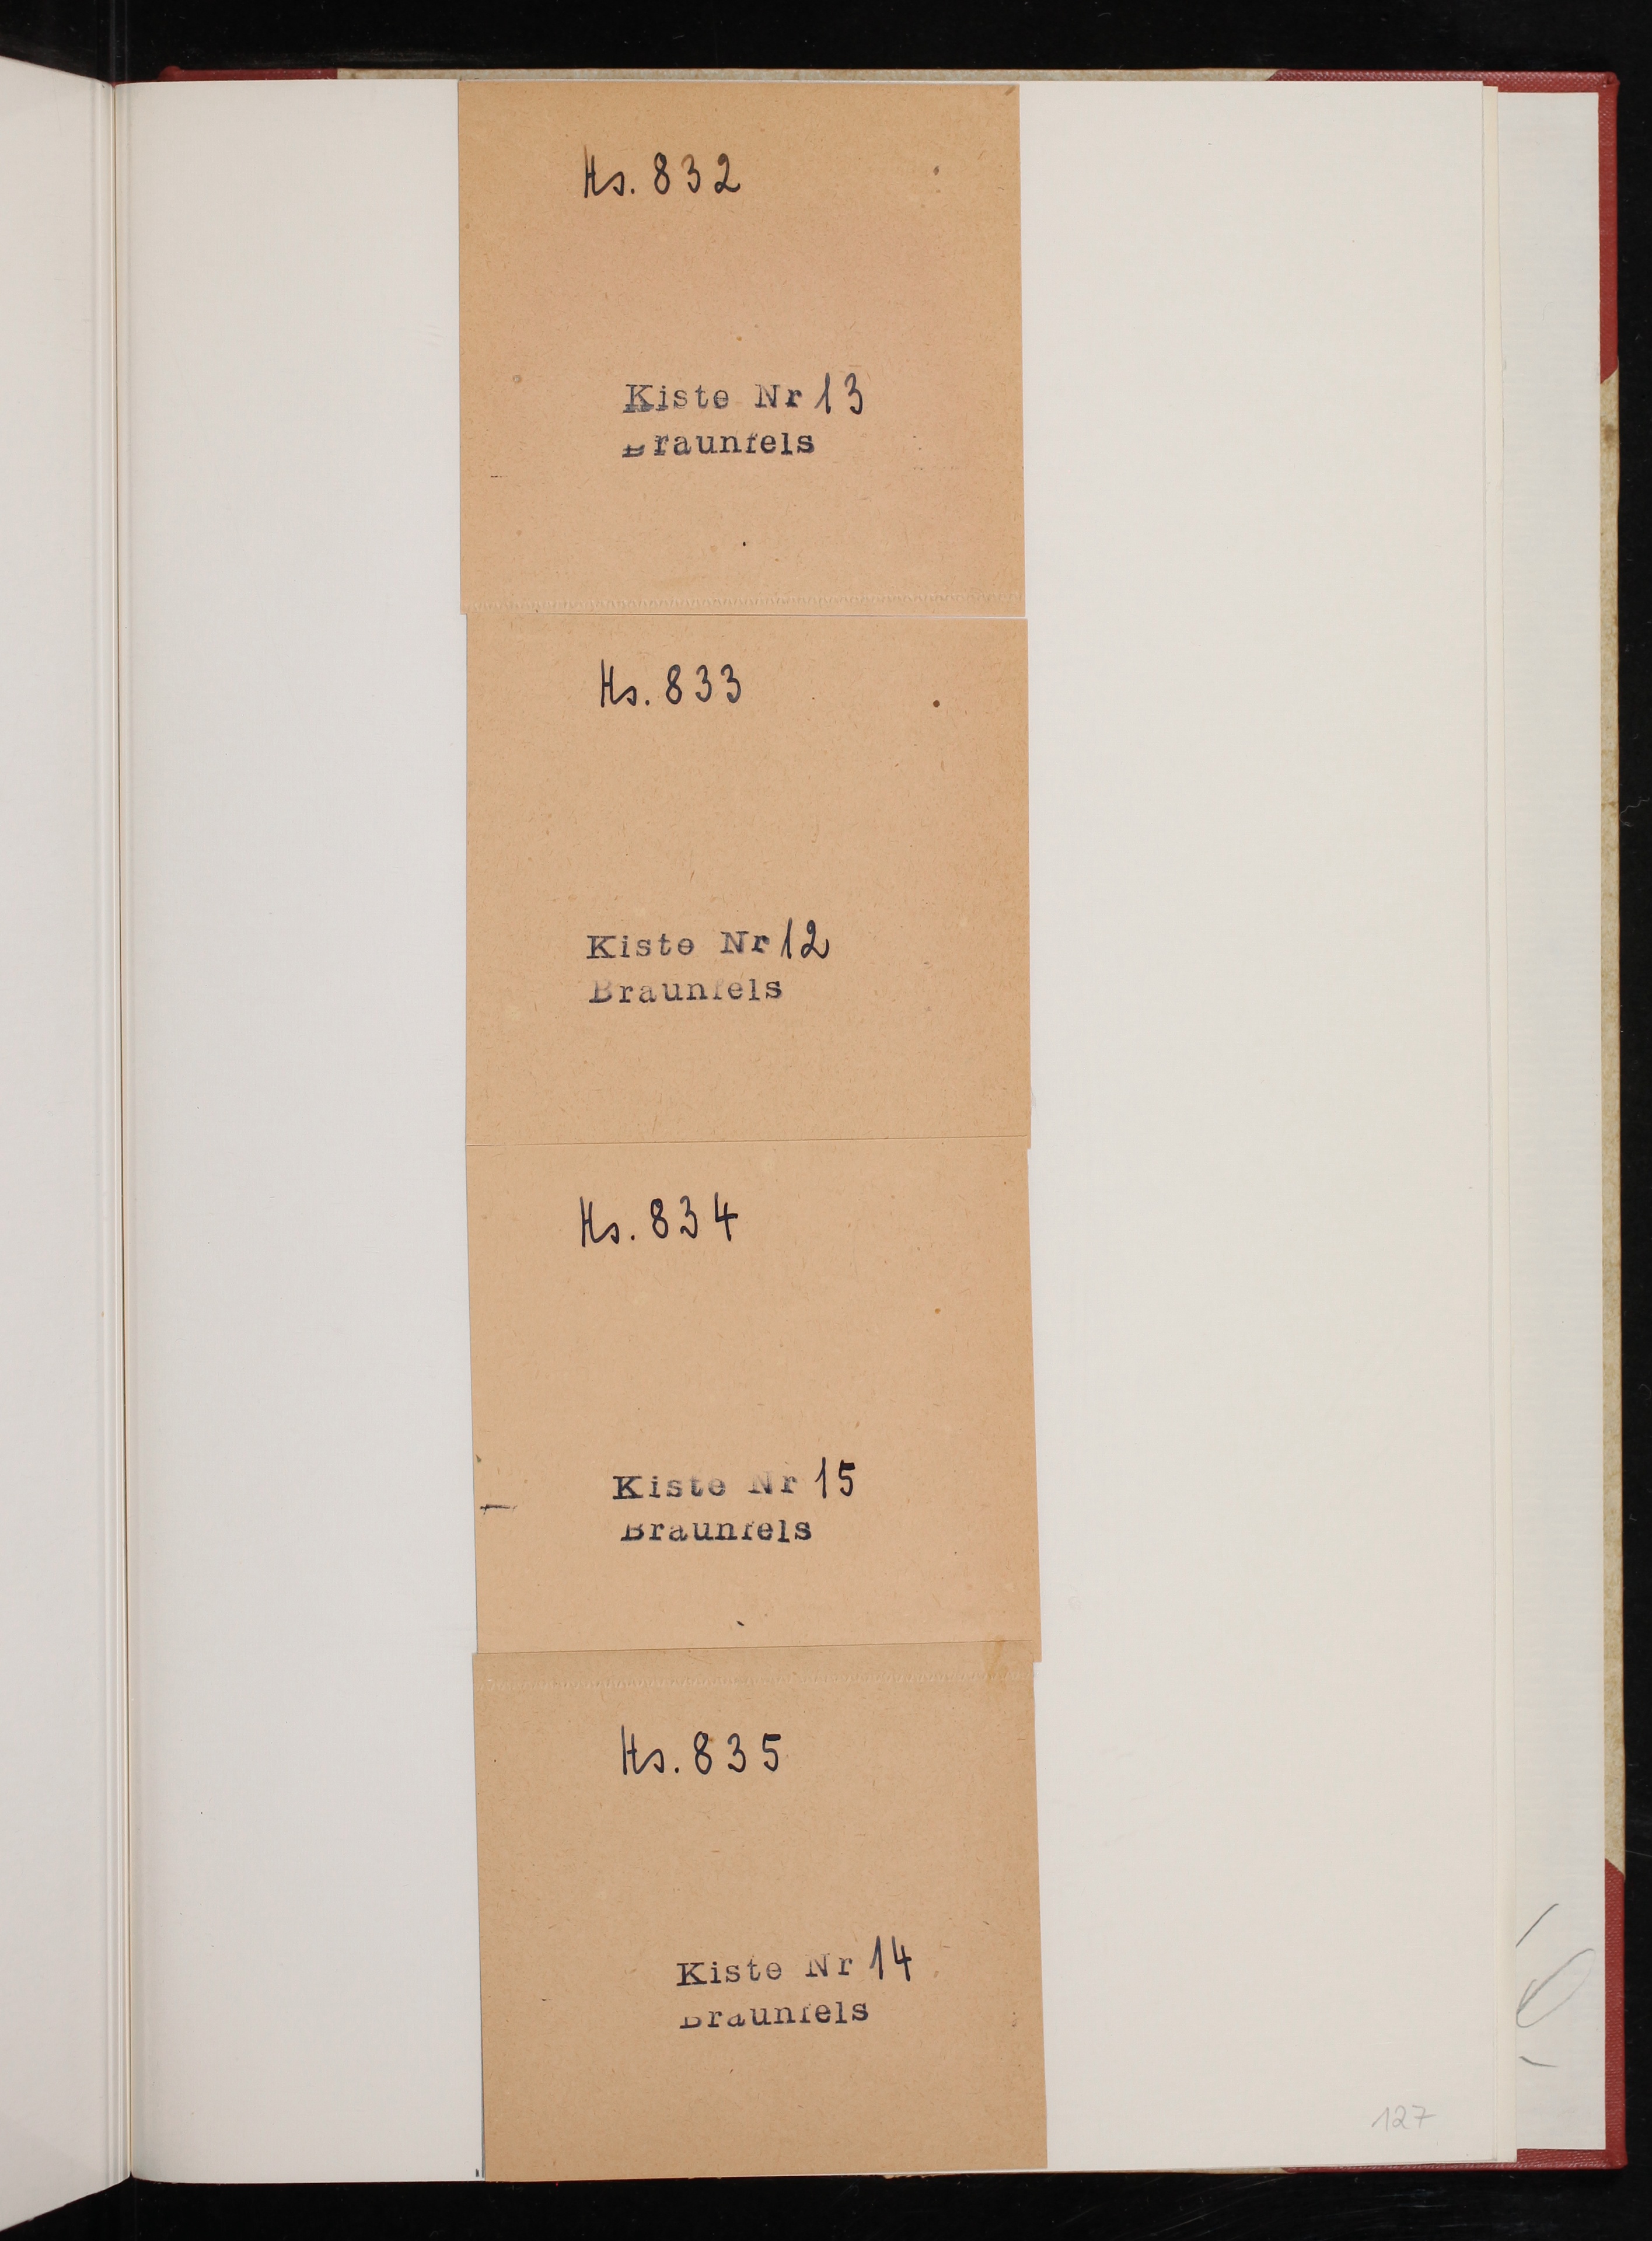 Hs. 832
Kiste Nr 13
Braunfels
Hs. 833
Kiste Nr 12
Braunfels
Hs. 834
Kiste Nr 15
Braunfels
Hs. 835
Kiste Nr 14
Braunfels
127